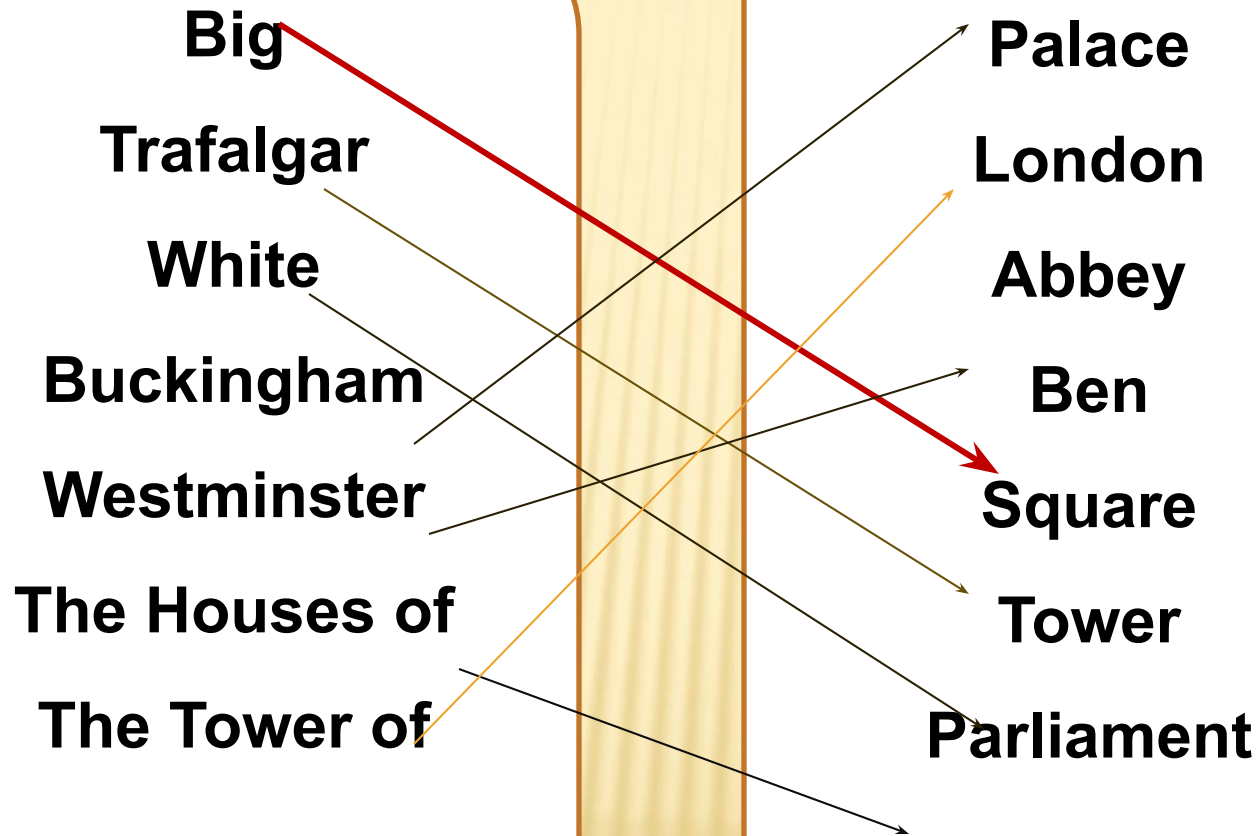 Big
Trafalgar
White
Buckingham
Westminster
The Houses of
The Tower of
Palace
London
Abbey
Ben
Square
Tower
Parliament